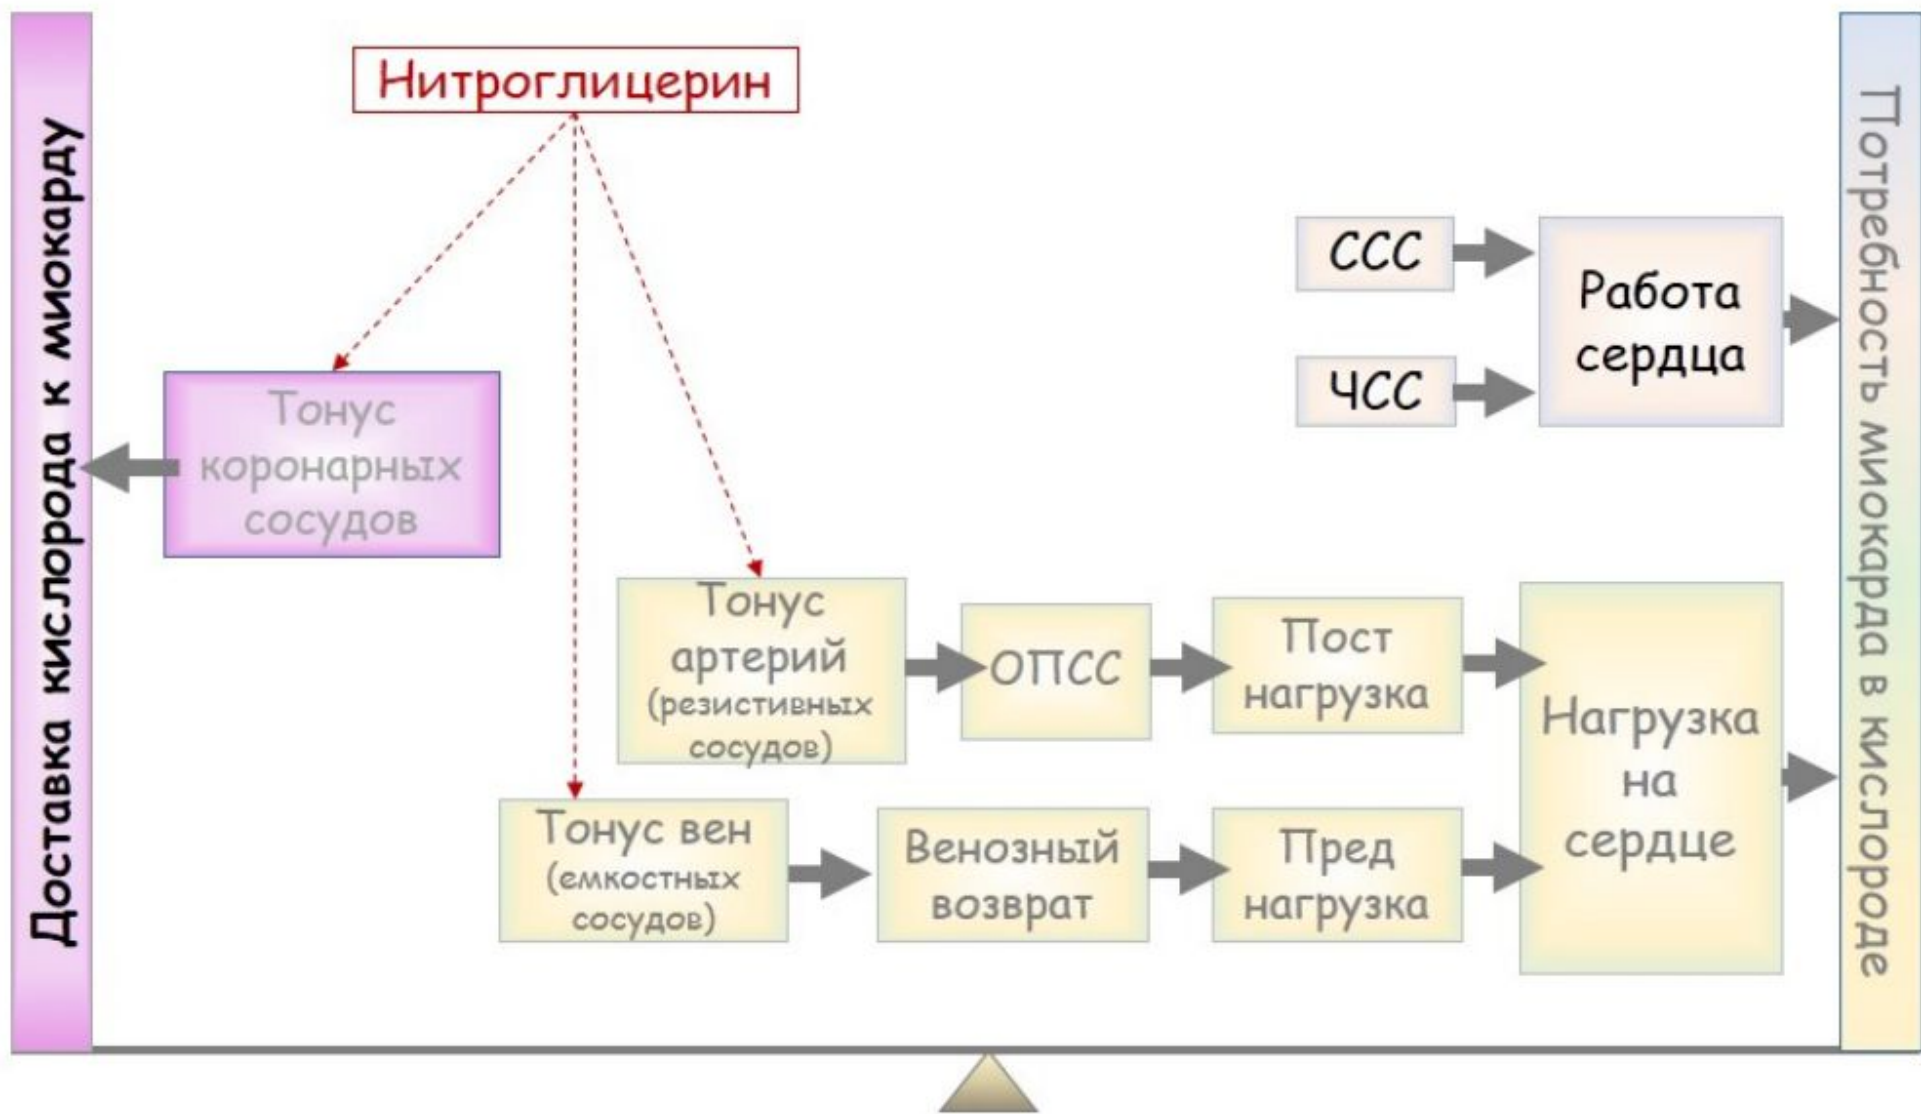 Доставка кислорода к миокарду
Нитроглицерин
Тонус
коронарных
сосудов
ССС
ЧСС
Работа
сердца
Тонус
артерий
(резистивных
сосудов)
ОПСС
Пост
нагрузка
Тонус вен
(емкостных
сосудов)
Венозный
возврат
Пред
нагрузка
Нагрузка
на
сердце
Потребность миокарда в кислороде